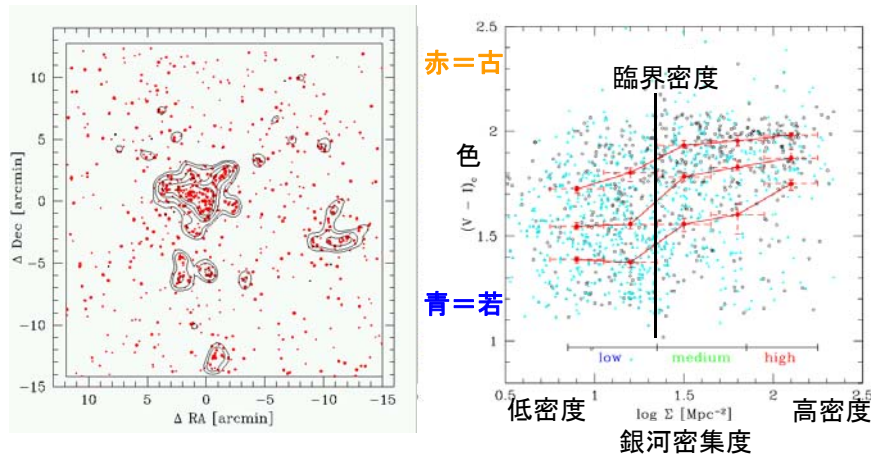 10
5
0
-5
-10
-15
10
5
0
-5
-10
-15
Δ Dec [arcmin]
Δ RA [arcmin]
赤＝古
色
(V - I)c
青＝若
2.5
2
1.5
1
0.5
1
1.5
2
2.5
臨界密度
low
medium
high
低密度
log Σ [Mpc⁻²]
高密度
銀河密集度